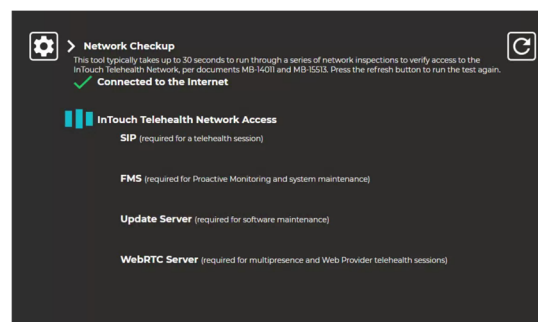 Network Checkup
This tool typically takes up to 30 seconds to run through a series of network inspections to verify access to the
InTouch Telehealth Network, per documents MB-14011 and MB-15513. Press the refresh button to run the test again.
Connected to the Internet
InTouch Telehealth Network Access
SIP (required for a telehealth session)
FMS (required for Proactive Monitoring and system maintenance)
Update Server (required for software maintenance)
WebRTC Server (required for multipresence and Web Provider telehealth sessions)